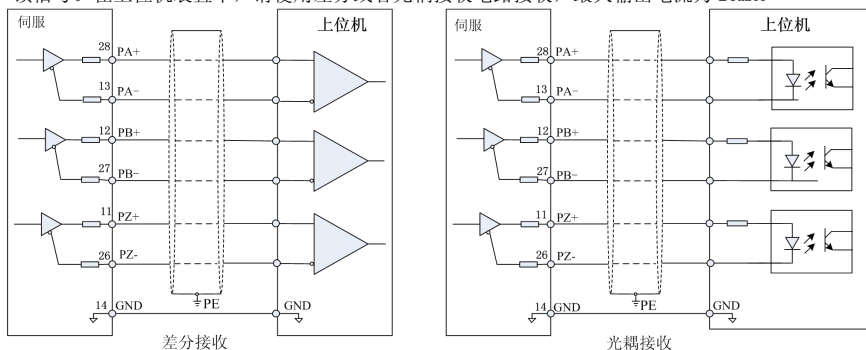 伺服
上位机
28 PA+
13 PA-
12 PB+
27 PB-
11 PZ+
26 PZ-
PE
14 GND
GND
差分接收
伺服
上位机
28 PA+
13 PA-
12 PB+
27 PB-
11 PZ+
26 PZ-
PE
14 GND
GND
光耦接收